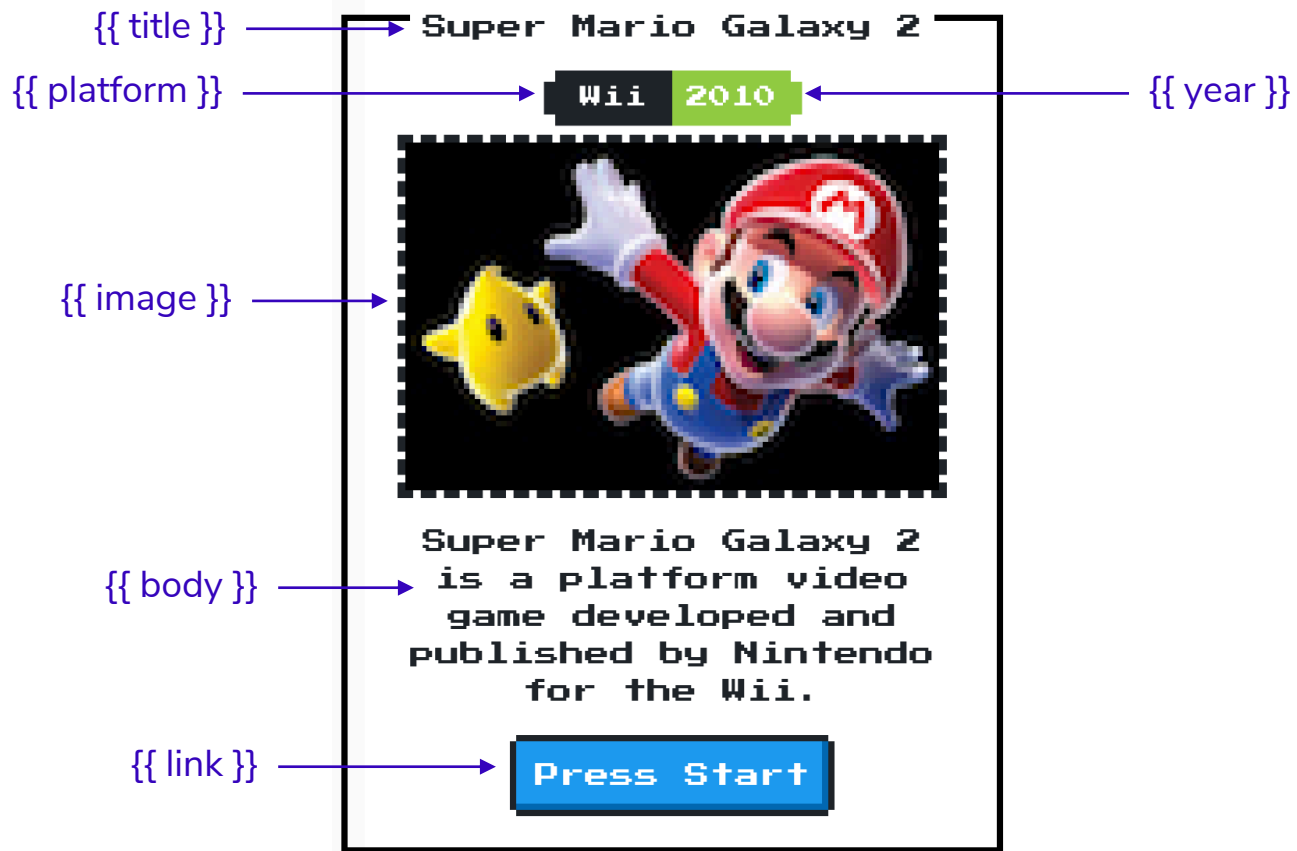 {{ title }}
Super Mario Galaxy 2
{{ platform }}
Wii 2010
{{ year }}
M
{{ image }}
Super Mario Galaxy 2
is a platform video
game developed and
published by Nintendo
for the Wii.
{{ body }}
{{ link }}
Press Start